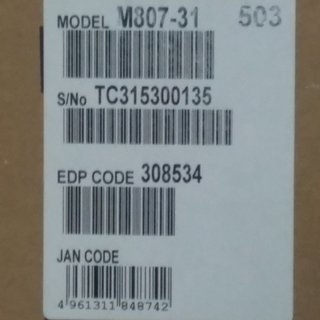 MODEL M807-31 503
S/No TC315300135
EDP CODE 308534
JAN CODE
4 961311 848742